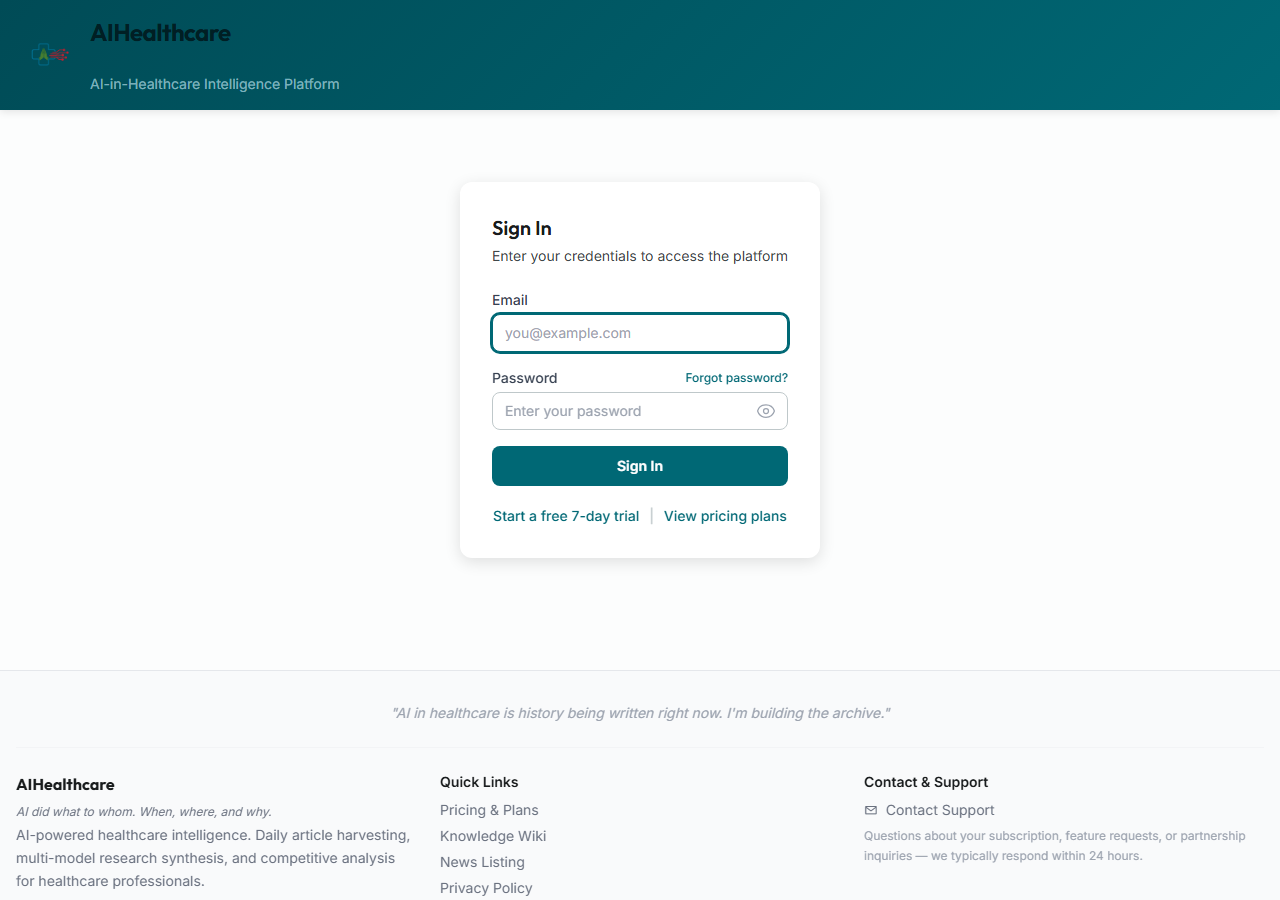 AIHealthcare
AI-in-Healthcare Intelligence Platform
Sign In
Enter your credentials to access the platform
Email
you@example.com
Password
Forgot password?
Enter your password
Sign In
Start a free 7-day trial | View pricing plans
"AI in healthcare is history being written right now. I'm building the archive."
AIHealthcare
AI did what to whom. When, where, and why.
AI-powered healthcare intelligence. Daily article harvesting,
multi-model research synthesis, and competitive analysis
for healthcare professionals.
Quick Links
Pricing & Plans
Knowledge Wiki
News Listing
Privacy Policy
Contact & Support
Contact Support
Questions about your subscription, feature requests, or partnership
inquiries — we typically respond within 24 hours.